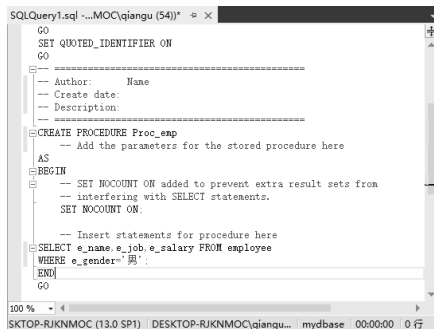 SQLQuery1.sql -...MOC\qiangu (54))*
GO
SET QUOTED_IDENTIFIER ON
GO
-- =============================================
-- Author: Name
-- Create date:
-- Description:
-- =============================================
CREATE PROCEDURE Proc_emp
-- Add the parameters for the stored procedure here
AS
BEGIN
-- SET NOCOUNT ON added to prevent extra result sets from
-- interfering with SELECT statements.
SET NOCOUNT ON;
-- Insert statements for procedure here
SELECT e_name,e_job,e_salary FROM employee
WHERE e_gender='男';
END
GO
100 %
SKTOP-RJKNMOC (13.0 SP1) DESKTOP-RJKNMOC\qiangu... mydbase 00:00:00 0 行